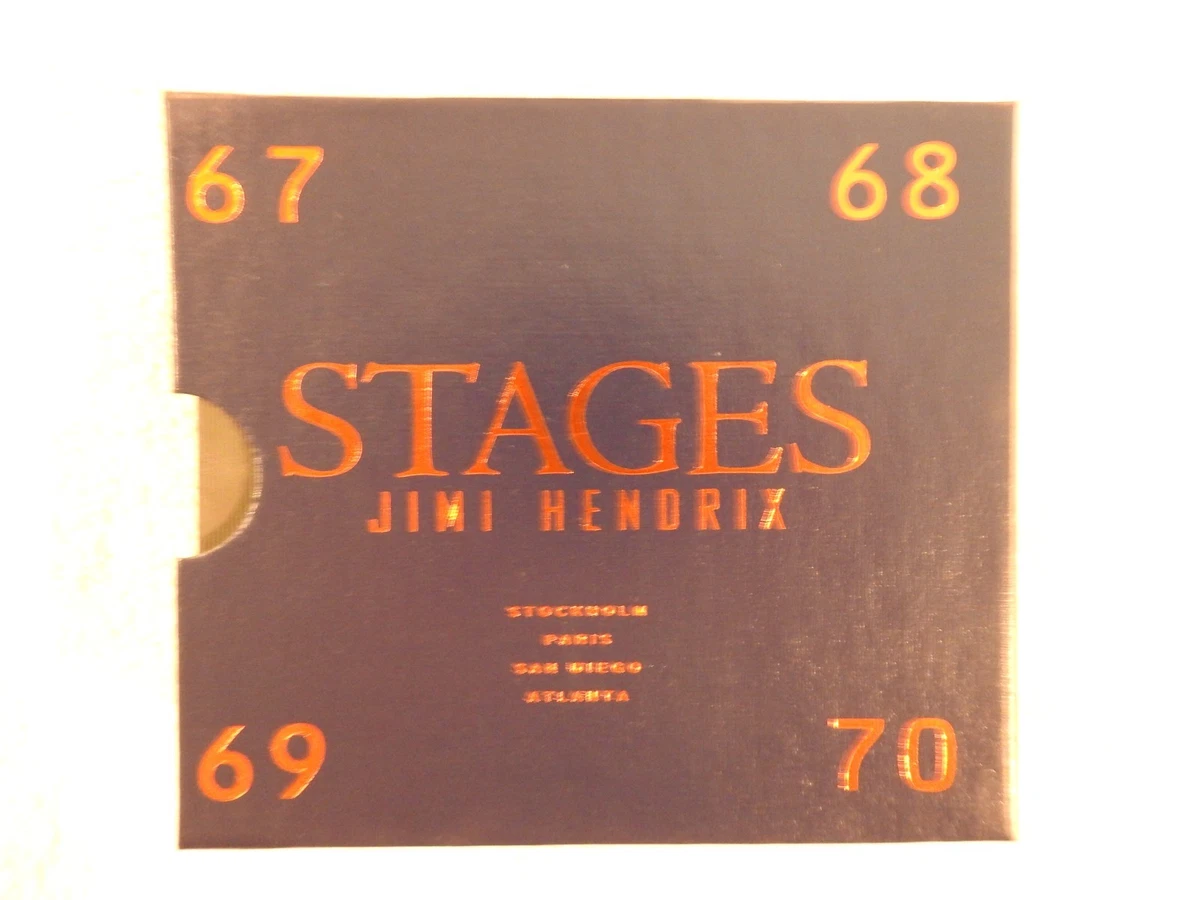 67 68
STAGES
JIMI HENDRIX
STOCKHOLM
PARIS
SAN DIEGO
ATLANTA
69 70